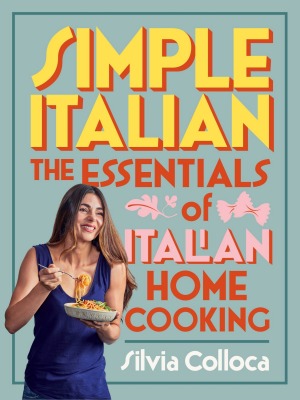 SIMPLE
ITALIAN
THE ESSENTIALS
of
ITALIAN
HOME
COOKING
Silvia Colloca